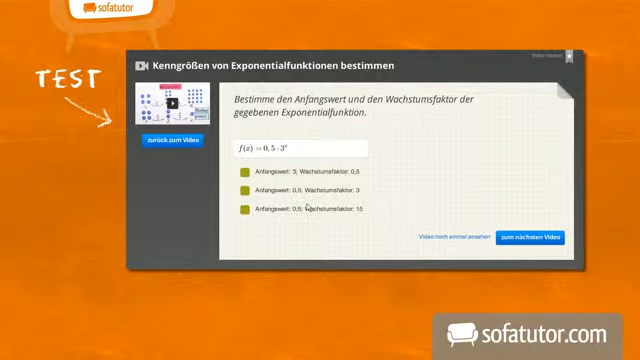 sofatutor
TEST
Kenngrößen von Exponentialfunktionen bestimmen
Bestimme den Anfangswert und den Wachstumsfaktor der
gegebenen Exponentialfunktion.
f(x) = 0, 5 · 3ˣ
Anfangswert: 3; Wachstumsfaktor: 0,5
Anfangswert: 0,5; Wachstumsfaktor: 3
Anfangswert: 0,5; Wachstumsfaktor: 15
zurück zum Video
Video noch einmal ansehen
zum nächsten Video
sofatutor.com